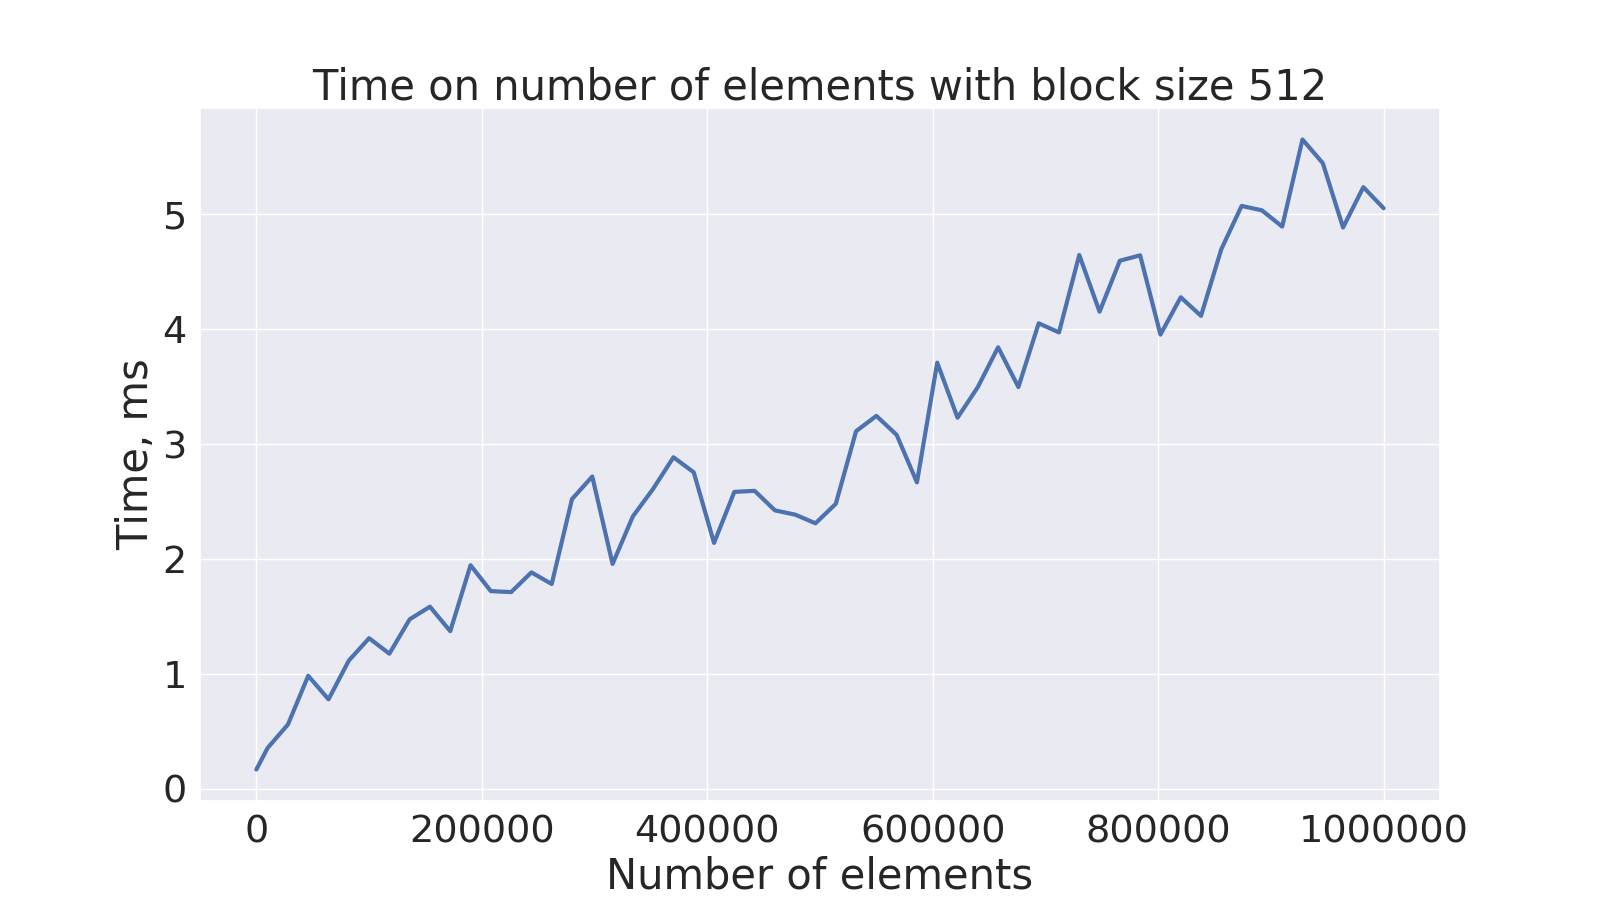 Time on number of elements with block size 512
Time, ms
5
4
3
2
1
0
0 200000 400000 600000 800000 1000000
Number of elements